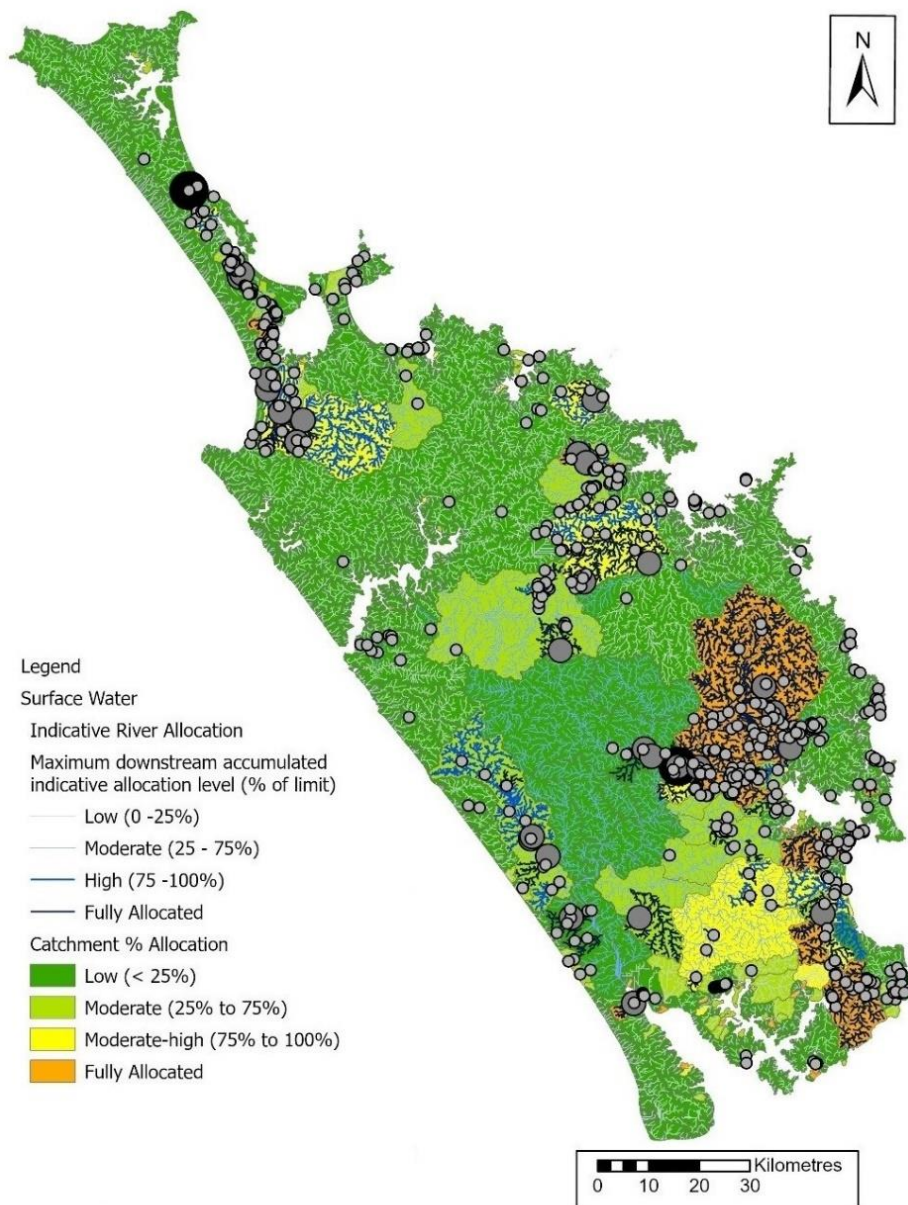 N
Legend
Surface Water
Indicative River Allocation
Maximum downstream accumulated
indicative allocation level (% of limit)
Low (0 -25%)
Moderate (25 - 75%)
High (75 -100%)
Fully Allocated
Catchment % Allocation
Low (< 25%)
Moderate (25% to 75%)
Moderate-high (75% to 100%)
Fully Allocated
Kilometres
0 10 20 30